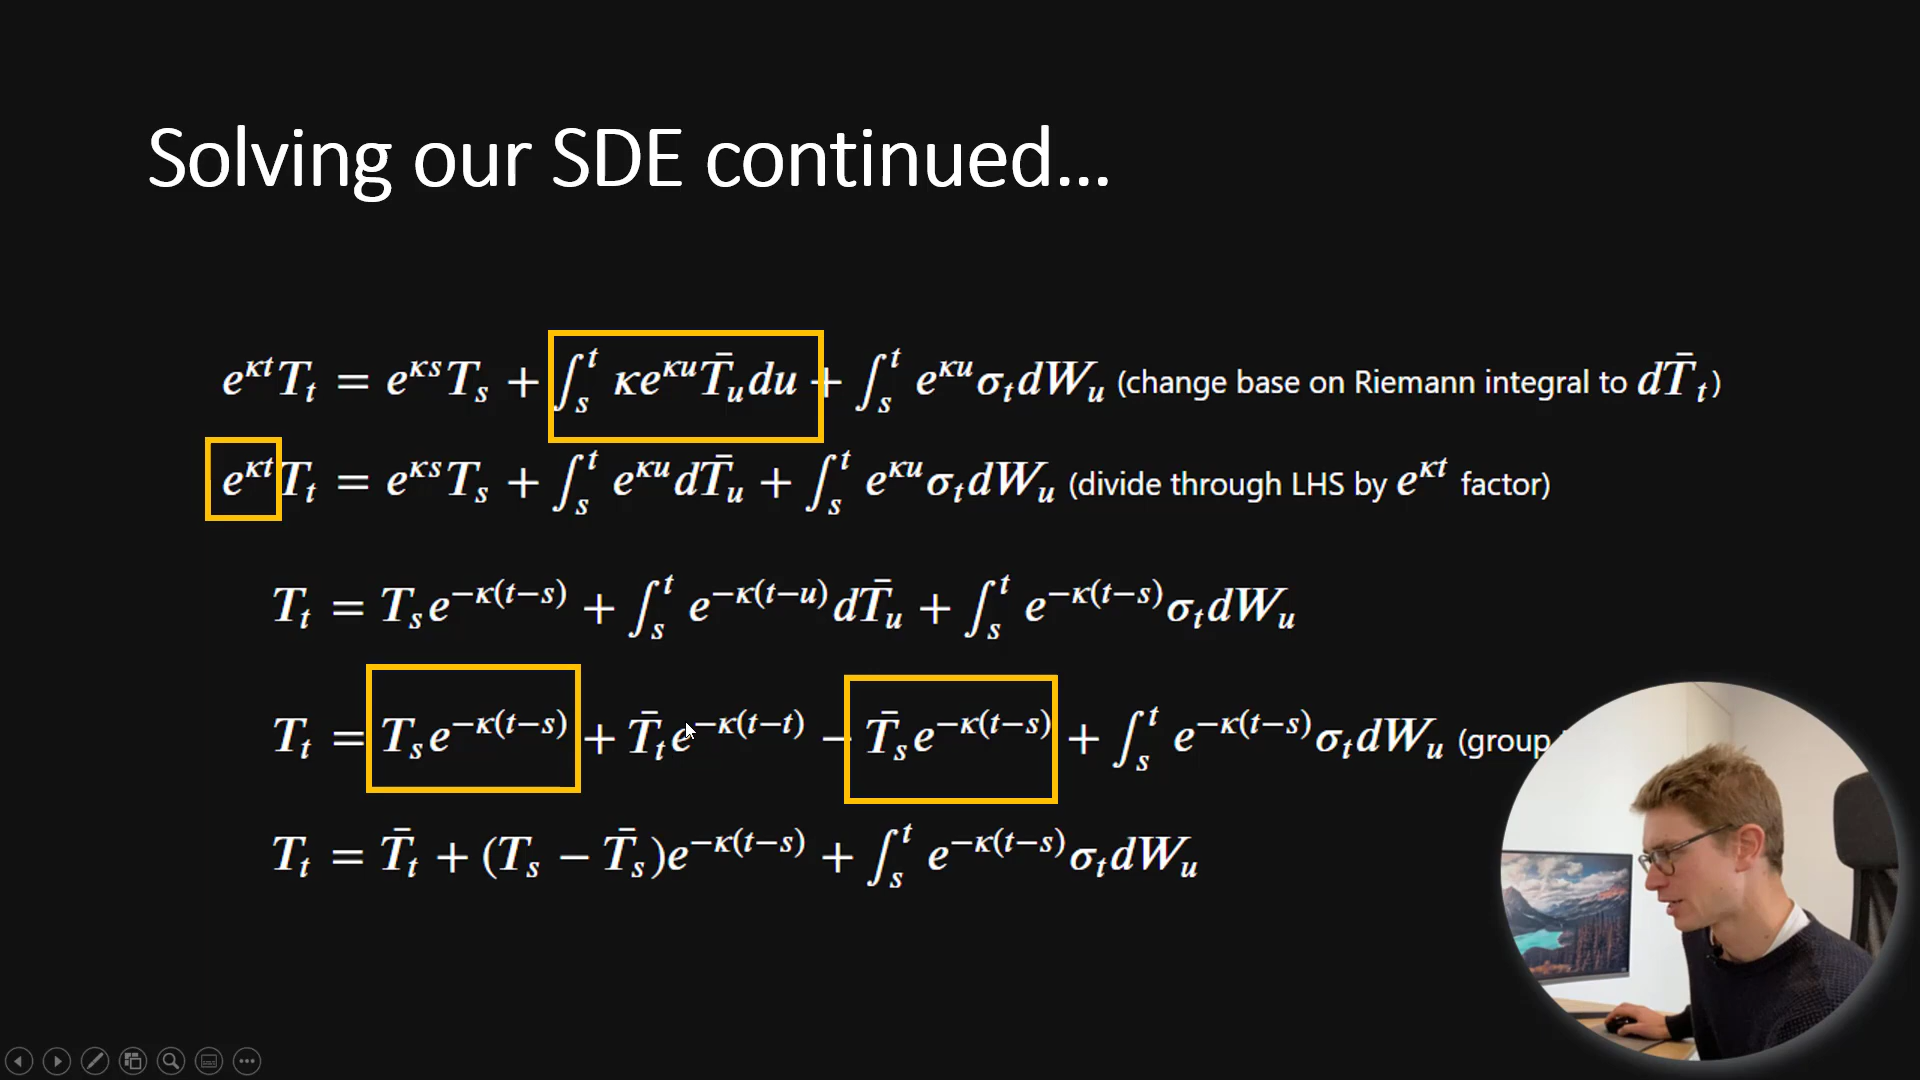 Solving our SDE continued...
e^{κt}T_t = e^{κs}T_s + ∫_s^t κe^{κu}T̄_u du + ∫_s^t e^{κu}σ_t dW_u (change base on Riemann integral to dT̄_t)
e^{κt}T_t = e^{κs}T_s + ∫_s^t e^{κu}dT̄_u + ∫_s^t e^{κu}σ_t dW_u (divide through LHS by e^{κt} factor)
T_t = T_s e^{-κ(t-s)} + ∫_s^t e^{-κ(t-u)}dT̄_u + ∫_s^t e^{-κ(t-s)}σ_t dW_u
T_t = T_s e^{-κ(t-s)} + T̄_t e^{-κ(t-t)} - T̄_s e^{-κ(t-s)} + ∫_s^t e^{-κ(t-s)}σ_t dW_u (group
T_t = T̄_t + (T_s - T̄_s)e^{-κ(t-s)} + ∫_s^t e^{-κ(t-s)}σ_t dW_u